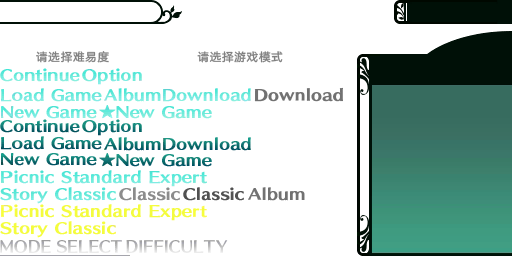 请选择难易度 请选择游戏模式
Continue Option
Load Game Album Download Download
New Game ★New Game
Continue Option
Load Game Album Download
New Game ★New Game
Picnic Standard Expert
Story Classic Classic Classic Album
Picnic Standard Expert
Story Classic
MODE SELECT DIFFICULTY